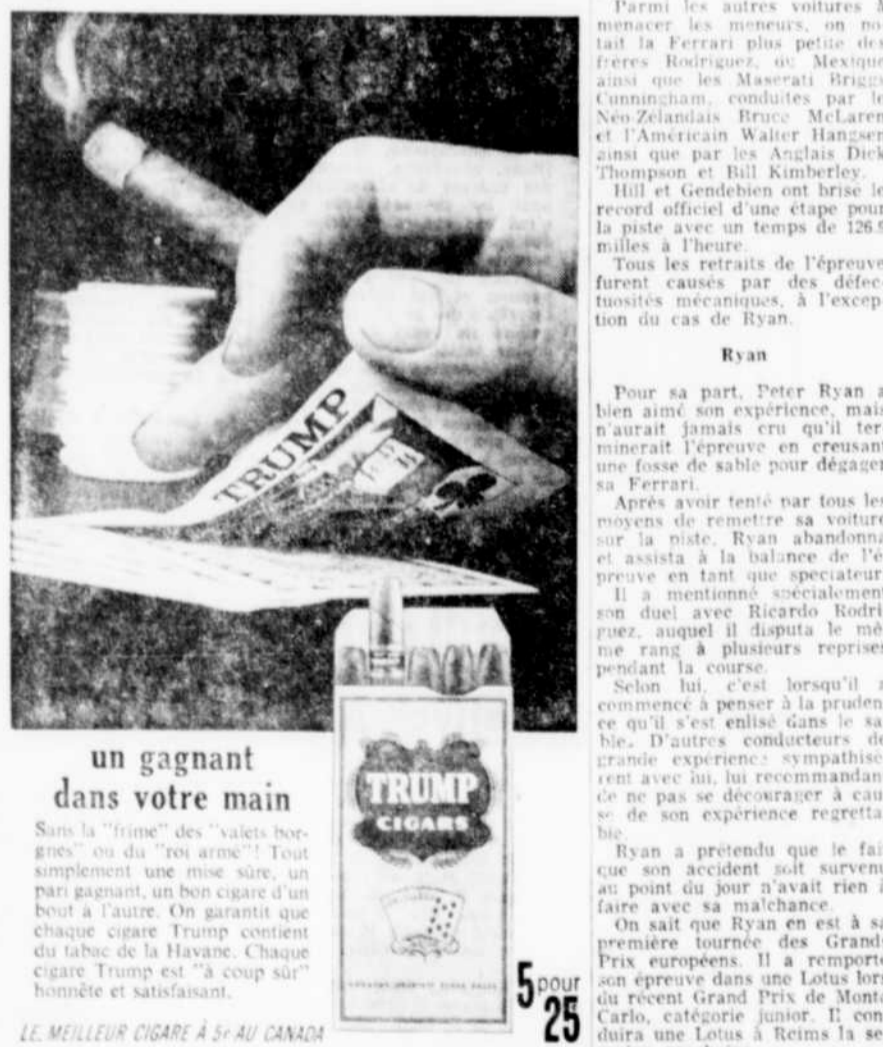 TRUMP
un gagnant
dans votre main
Sans la "frime" des "valets bor-
gnes" ou du "roi armé"! Tout
simplement une mise sûre, un
pari gagnant, un bon cigare d'un
bout à l'autre. On garantit que
chaque cigare Trump contient
du tabac de la Havane. Chaque
cigare Trump est "à coup sûr"
honnête et satisfaisant.
LE MEILLEUR CIGARE À 5¢ AU CANADA
TRUMP
CIGARS
5 pour
25
Parmi les autres voitures à
menacer les meneurs, on no-
tait la Ferrari plus petite des
frères Rodriguez, du Mexique
ainsi que les Maserati Briggs
Cunningham, conduites par le
Néo-Zélandais Bruce McLaren
et l'Américain Walter Hangsen
ainsi que par les Anglais Dick
Thompson et Bill Kimberley.
Hill et Gendebien ont brisé le
record officiel d'une étape pour
la piste avec un temps de 126.9
milles à l'heure.
Tous les retraits de l'épreuve
furent causés par des défec-
tuosités mécaniques, à l'excep-
tion du cas de Ryan.
Ryan
Pour sa part, Peter Ryan a
bien aimé son expérience, mais
n'aurait jamais cru qu'il ter-
minerait l'épreuve en creusant
une fosse de sable pour dégager
sa Ferrari.
Après avoir tenté par tous les
moyens de remettre sa voiture
sur la piste, Ryan abandonna
et assista à la balance de l'é-
preuve en tant que spectateur.
Il a mentionné spécialement
son duel avec Ricardo Rodri-
guez, auquel il disputa le mê-
me rang à plusieurs reprises
pendant la course.
Selon lui, c'est lorsqu'il a
commencé à penser à la pruden-
ce qu'il s'est enlisé dans le sa-
ble. D'autres conducteurs de
grande expérience sympathisè-
rent avec lui, lui recommandant
de ne pas se décourager à cau-
se de son expérience regretta-
ble.
Ryan a prétendu que le fait
que son accident soit survenu
au point du jour n'avait rien à
faire avec sa malchance.
On sait que Ryan en est à sa
première tournée des Grands
Prix européens. Il a remporté
son épreuve dans une Lotus lors
du récent Grand Prix de Monte
Carlo, catégorie junior. Il con-
duira une Lotus à Reims la se-